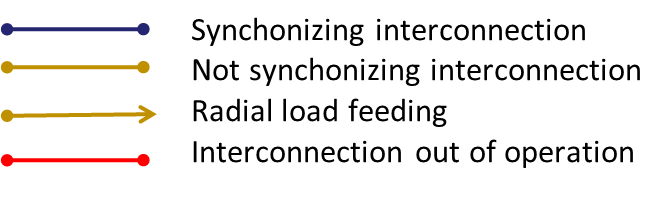 Synchonizing interconnection
Not synchonizing interconnection
Radial load feeding
Interconnection out of operation